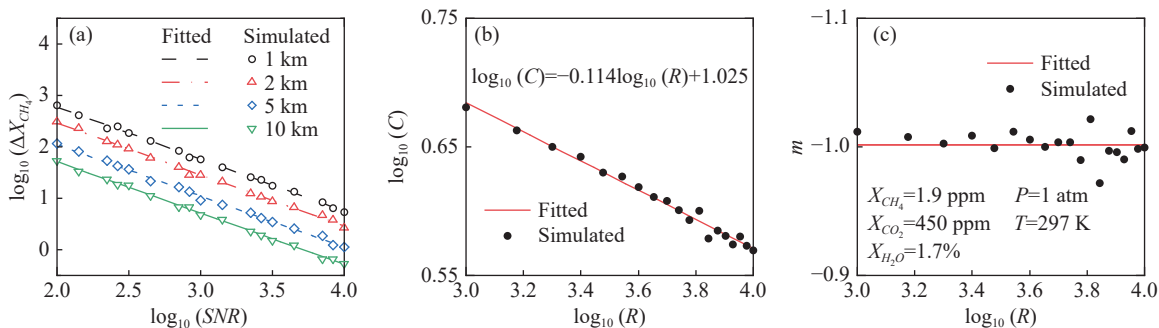 (a)
Fitted Simulated
1 km
2 km
5 km
10 km
4
3
2
1
0
2.0 2.5 3.0 3.5 4.0
log₁₀ (SNR)
log₁₀ (ΔX_CH₄)
(b)
log₁₀ (C)=−0.114log₁₀ (R)+1.025
Fitted
Simulated
0.75
0.65
0.55
3.0 3.2 3.4 3.6 3.8 4.0
log₁₀ (R)
log₁₀ (C)
(c)
Fitted
Simulated
X_CH₄=1.9 ppm P=1 atm
X_CO₂=450 ppm T=297 K
X_H₂O=1.7%
−1.1
−1.0
−0.9
3.0 3.2 3.4 3.6 3.8 4.0
log₁₀ (R)
m